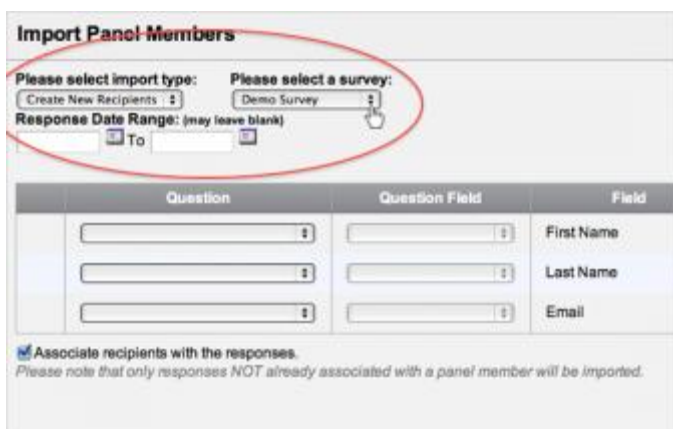 Import Panel Members
Please select import type: Please select a survey:
Create New Recipients Demo Survey
Response Date Range: (may leave blank)
To
Question Question Field Field
First Name
Last Name
Email
Associate recipients with the responses.
Please note that only responses NOT already associated with a panel member will be imported.